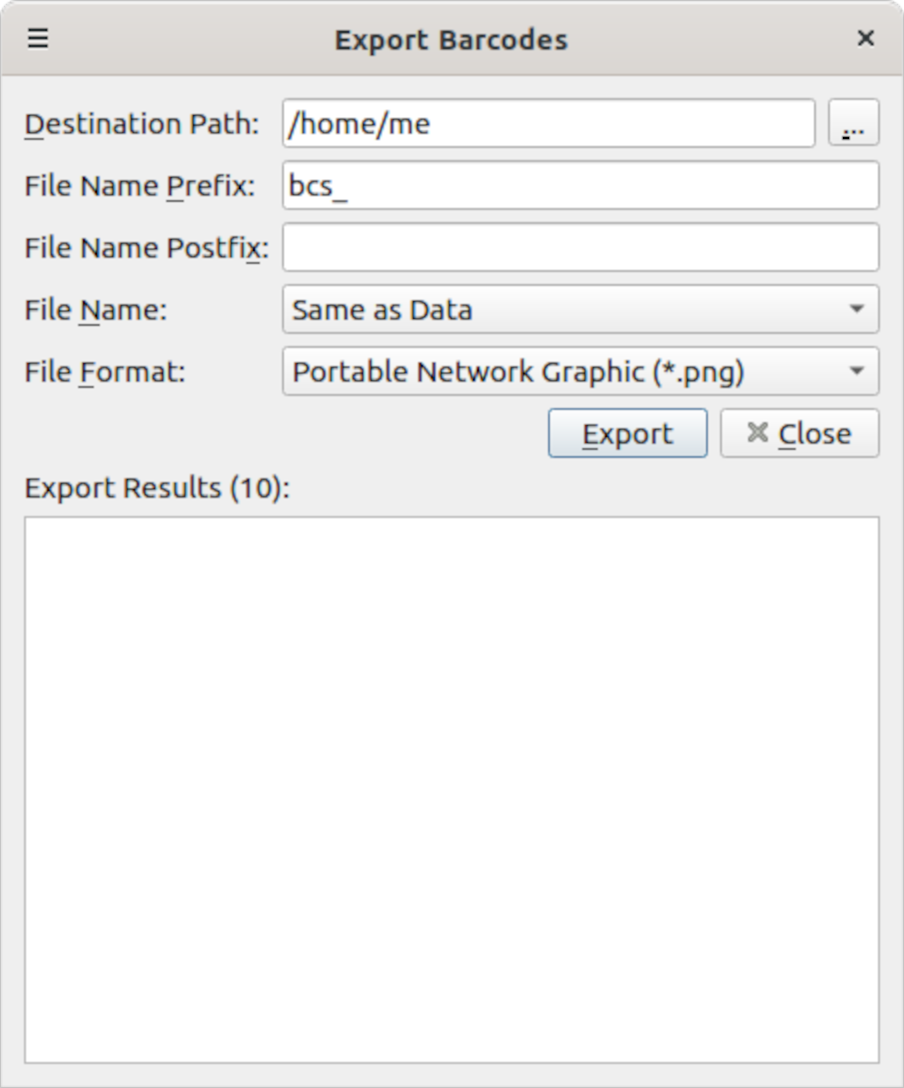 Export Barcodes
Destination Path: /home/me ...
File Name Prefix: bcs_
File Name Postfix:
File Name: Same as Data
File Format: Portable Network Graphic (*.png)
Export Close
Export Results (10):